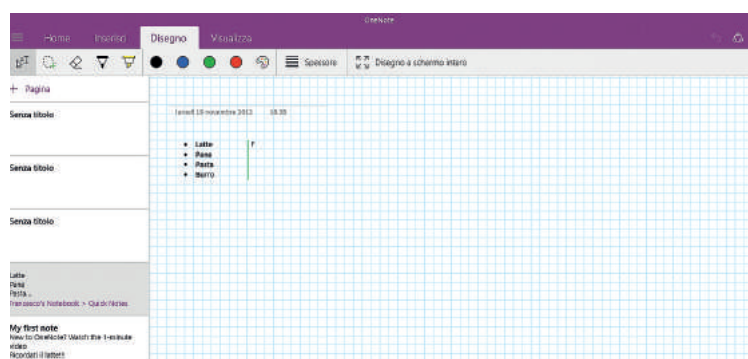 OneNote
Home Inserisci Disegno Visualizza
Spessore Disegno a schermo intero
+ Pagina
Senza titolo
Senza titolo
Senza titolo
Latte
Pane
Pasta ...
Francesco's Notebook > Quick Notes
My first note
New to OneNote? Watch the 1-minute
video
Ricordati il latte!!
lunedì 18 novembre 2013 18.39
• Latte
• Pane
• Pasta
• Burro
F